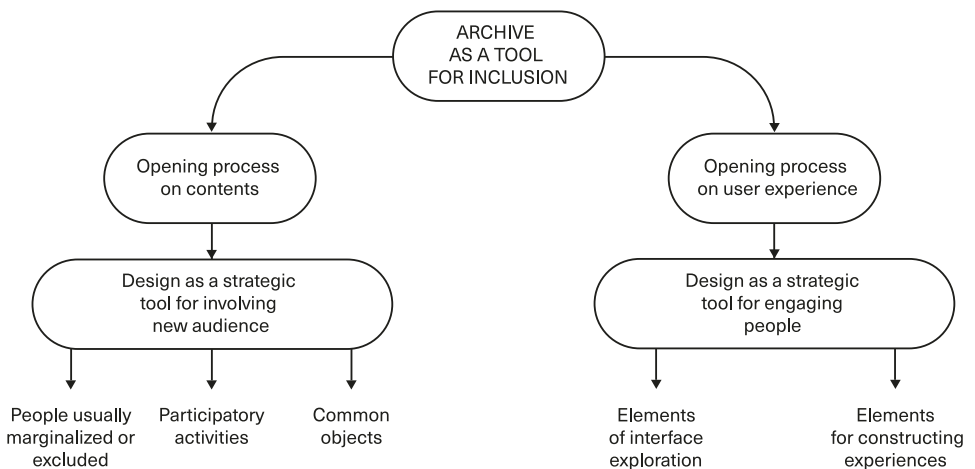 ARCHIVE
AS A TOOL
FOR INCLUSION
Opening process
on contents
Opening process
on user experience
Design as a strategic
tool for involving
new audience
Design as a strategic
tool for engaging
people
People usually
marginalized or
excluded
Participatory
activities
Common
objects
Elements
of interface
exploration
Elements
for constructing
experiences